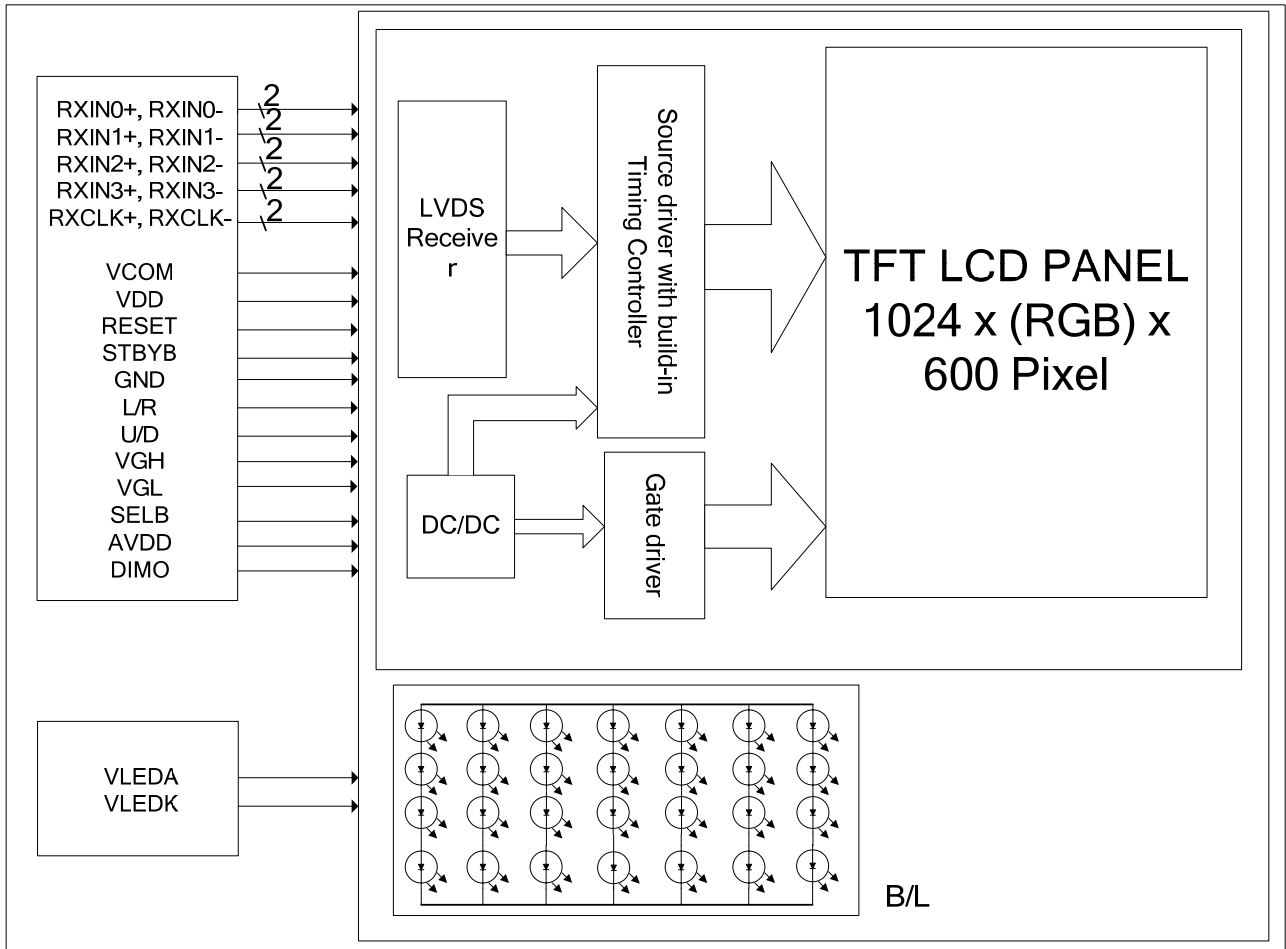 RXIN0+, RXIN0-
2
RXIN1+, RXIN1-
2
RXIN2+, RXIN2-
2
RXIN3+, RXIN3-
2
RXCLK+, RXCLK-
2
VCOM
VDD
RESET
STBYB
GND
L/R
U/D
VGH
VGL
SELB
AVDD
DIMO
LVDS
Receive
r
Source driver with build-in
Timing Controller
TFT LCD PANEL
1024 x (RGB) x
600 Pixel
DC/DC
Gate driver
VLEDA
VLEDK
B/L